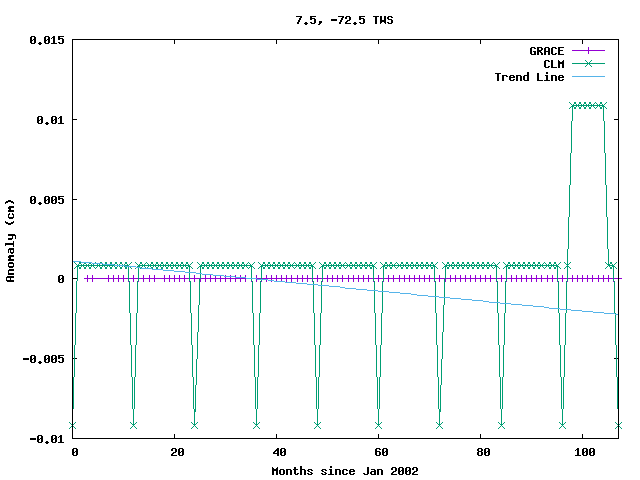 7.5, -72.5 TWS
GRACE
CLM
Trend Line
0.015
0.01
0.005
0
-0.005
-0.01
Anomaly (cm)
0 20 40 60 80 100
Months since Jan 2002